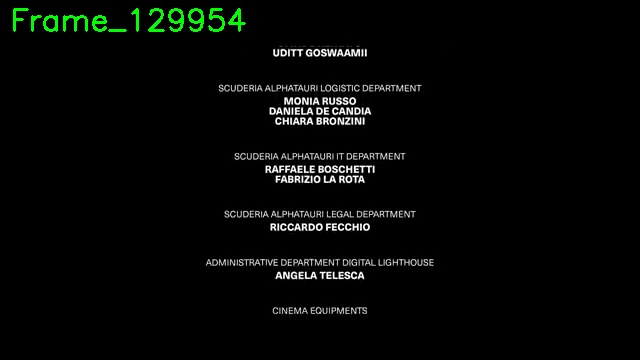 Frame_129954
UDITT GOSWAAMII
SCUDERIA ALPHATAURI LOGISTIC DEPARTMENT
MONIA RUSSO
DANIELA DE CANDIA
CHIARA BRONZINI
SCUDERIA ALPHATAURI IT DEPARTMENT
RAFFAELE BOSCHETTI
FABRIZIO LA ROTA
SCUDERIA ALPHATAURI LEGAL DEPARTMENT
RICCARDO FECCHIO
ADMINISTRATIVE DEPARTMENT DIGITAL LIGHTHOUSE
ANGELA TELESCA
CINEMA EQUIPMENTS